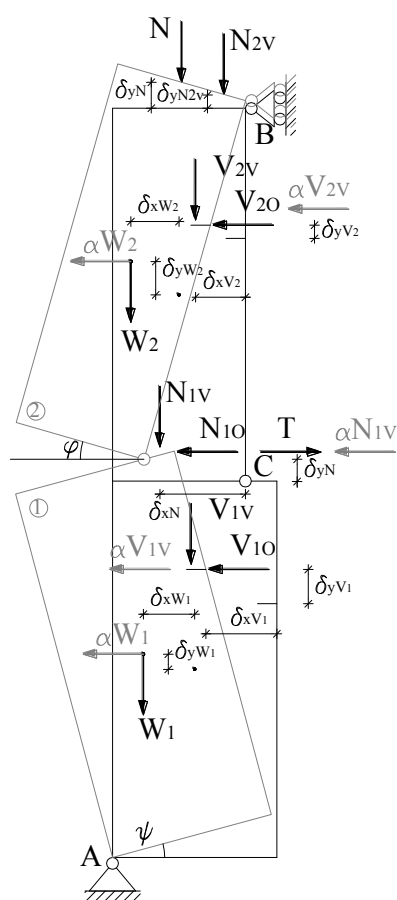 N
N2V
δyN
δyN2v
B
V2V
αV2V
δxW2
V2O
δyV2
αW2
δyW2
δxV2
W2
N1V
②
φ
N1O
T
αN1V
C
δyN
①
δxN
V1V
αV1V
V1O
δxW1
δyV1
δxV1
αW1
δyW1
W1
ψ
A